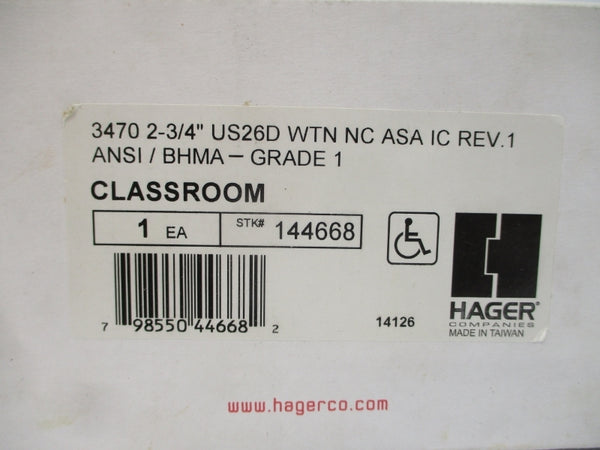 3470 2-3/4" US26D WTN NC ASA IC REV.1
ANSI / BHMA – GRADE 1
CLASSROOM
1 EA STK# 144668
7 98550 44668 2
14126
HAGER®
COMPANIES
MADE IN TAIWAN
www.hagerco.com